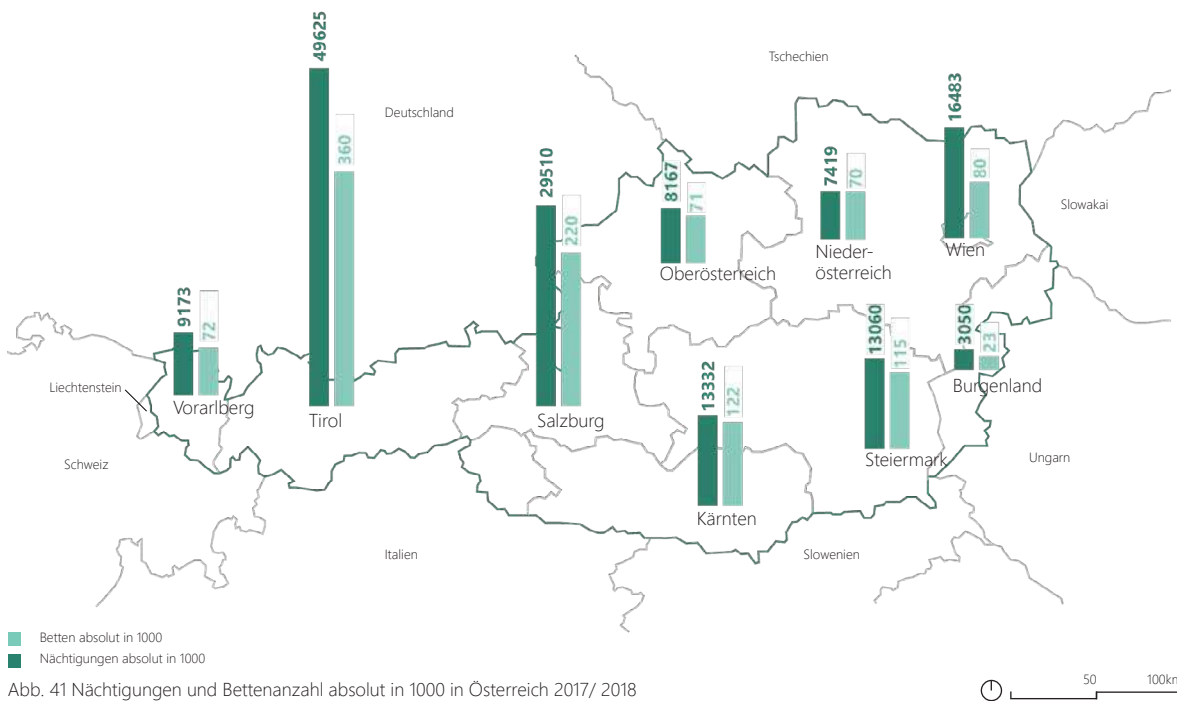 Tschechien
Deutschland
Slowakai
Liechtenstein
Schweiz
Italien
Slowenien
Ungarn
9173
72
Vorarlberg
49625
360
Tirol
29510
220
Salzburg
8167
71
Oberösterreich
7419
70
Nieder-
österreich
16483
80
Wien
13332
122
Kärnten
13060
115
Steiermark
3050
23
Burgenland
Betten absolut in 1000
Nächtigungen absolut in 1000
Abb. 41 Nächtigungen und Bettenanzahl absolut in 1000 in Österreich 2017/ 2018
50 100km